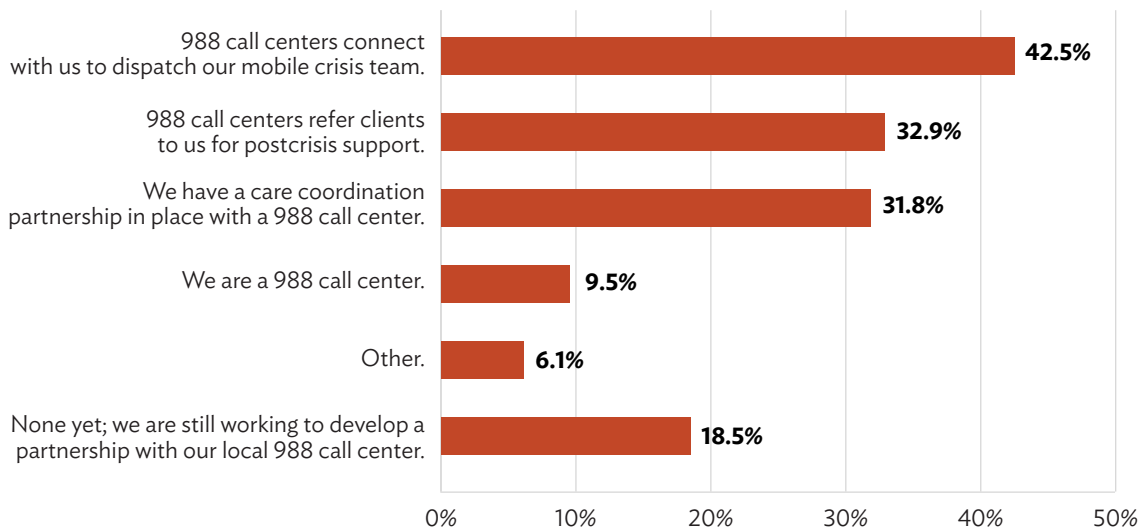 988 call centers connect
with us to dispatch our mobile crisis team.
42.5%
988 call centers refer clients
to us for postcrisis support.
32.9%
We have a care coordination
partnership in place with a 988 call center.
31.8%
We are a 988 call center.
9.5%
Other.
6.1%
None yet; we are still working to develop a
partnership with our local 988 call center.
18.5%
0% 10% 20% 30% 40% 50%